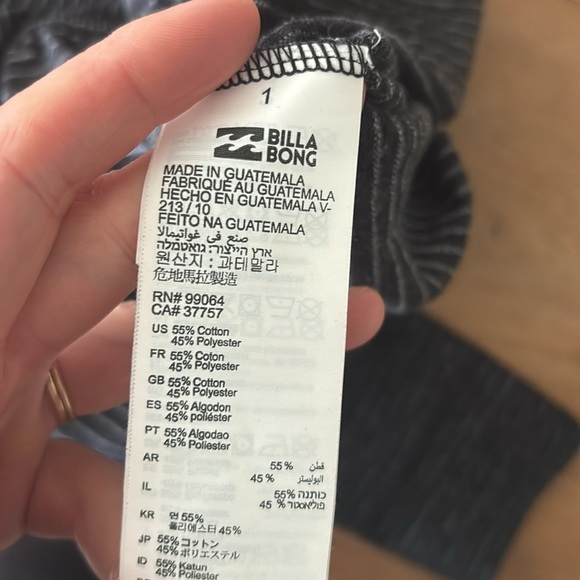 1
BILLA
BONG
MADE IN GUATEMALA
FABRIQUÉ AU GUATEMALA
HECHO EN GUATEMALA V-
213 / 10
FEITO NA GUATEMALA
صنع في غواتيمالا
ארץ הייצור: גואטמלה
원산지 : 과테말라
危地馬拉製造
RN# 99064
CA# 37757
US 55% Cotton
45% Polyester
FR 55% Coton
45% Polyester
GB 55% Cotton
45% Polyester
ES 55% Algodon
45% poliéster
PT 55% Algodao
45% Poliester
AR قطن 55%
البوليستر 45%
IL 55% כותנה
45 % פוליאסטר
KR 면 55%
폴리에스터 45%
JP 55% コットン
45% ポリエステル
ID 55% Katun
45% Poliester